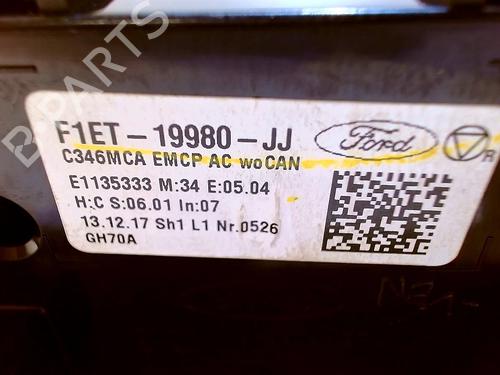 B-PARTS
F1ET-19980-JJ
Ford
C346MCA EMCP AC woCAN
E1135333 M:34 E:05.04
H:C S:06.01 In:07
13.12.17 Sh1 L1 Nr.0526
GH70A